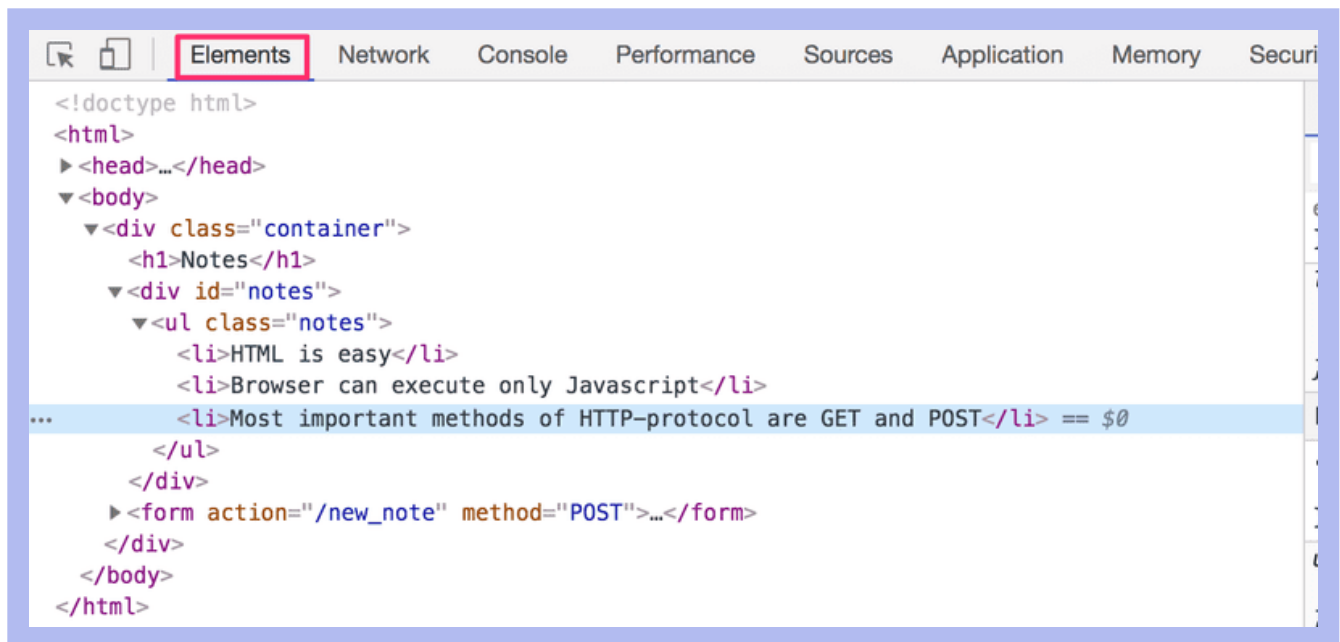 Elements Network Console Performance Sources Application Memory Securi
<!doctype html>
<html>
<head>…</head>
<body>
<div class="container">
<h1>Notes</h1>
<div id="notes">
<ul class="notes">
<li>HTML is easy</li>
<li>Browser can execute only Javascript</li>
… <li>Most important methods of HTTP-protocol are GET and POST</li> == $0
</ul>
</div>
<form action="/new_note" method="POST">…</form>
</div>
</body>
</html>